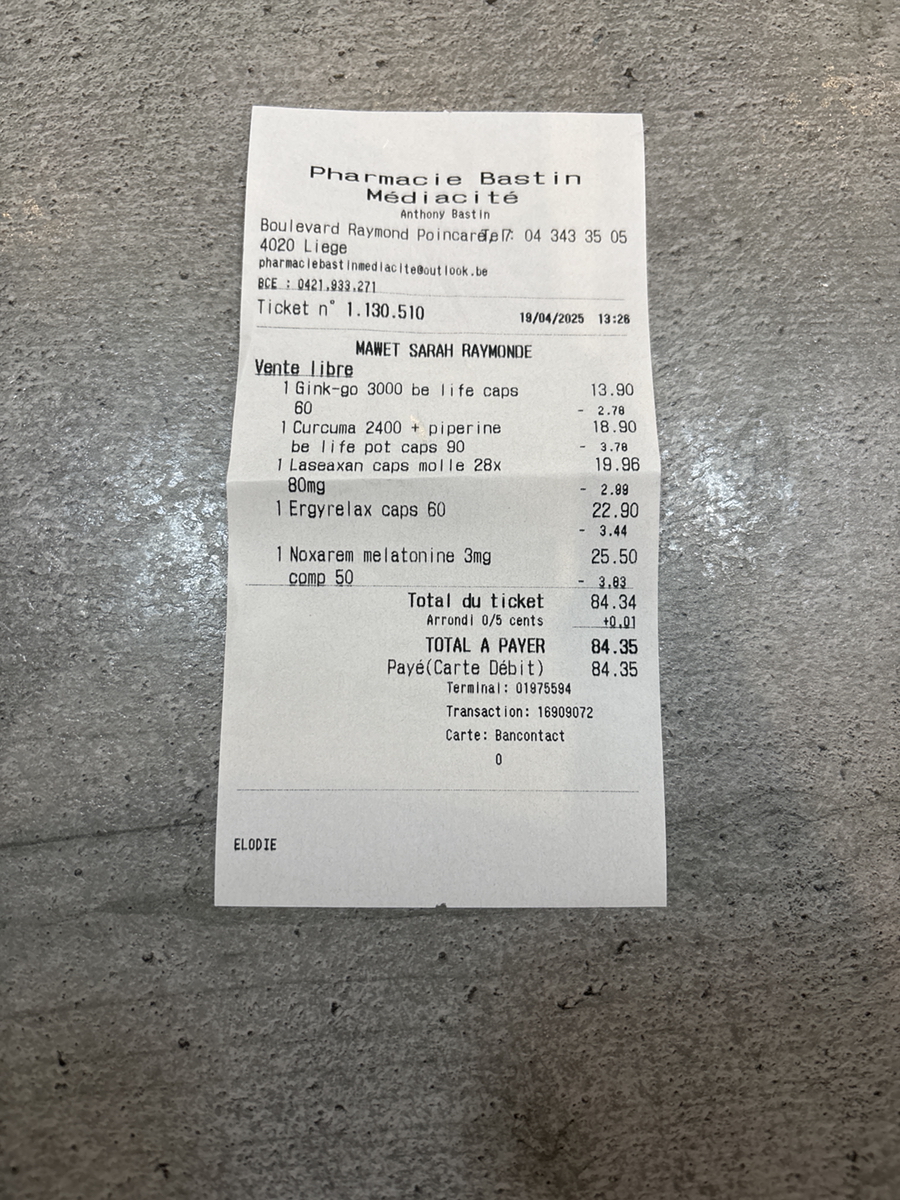 Pharmacie Bastin
Médiacité
Anthony Bastin
Boulevard Raymond Poincaré, 7 Tel : 04 343 35 05
4020 Liege
pharmaciebastinmediacite@outlook.be
BCE : 0421.933.271
Ticket n° 1.130.510 19/04/2025 13:26
MAWET SARAH RAYMONDE
Vente libre
1 Gink-go 3000 be life caps 13.90
60 - 2.78
1 Curcuma 2400 + piperine 18.90
be life pot caps 90 - 3.78
1 Laseaxan caps molle 28x 19.96
80mg - 2.99
1 Ergyrelax caps 60 22.90
- 3.44
1 Noxarem melatonine 3mg 25.50
comp 50 - 3.83
Total du ticket 84.34
Arrondi 0/5 cents +0.01
TOTAL A PAYER 84.35
Payé(Carte Débit) 84.35
Terminal: 01975594
Transaction: 16909072
Carte: Bancontact
0
ELODIE